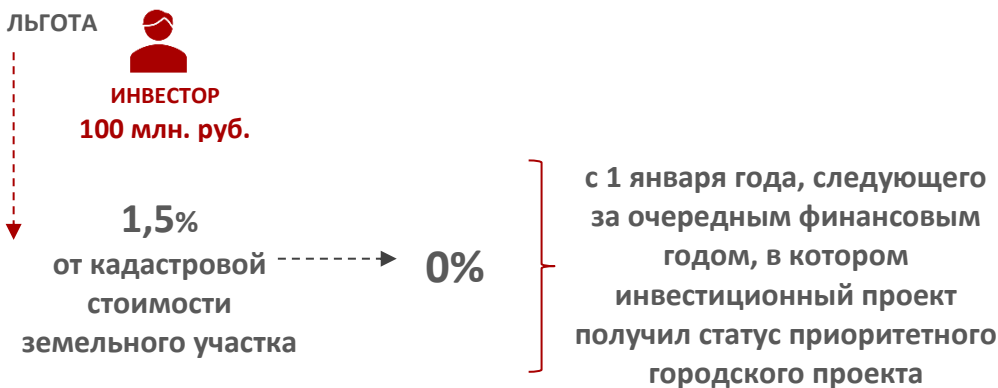 ЛЬГОТА
ИНВЕСТОР
100 млн. руб.
1,5%
от кадастровой
стоимости
земельного участка
0%
с 1 января года, следующего
за очередным финансовым
годом, в котором
инвестиционный проект
получил статус приоритетного
городского проекта